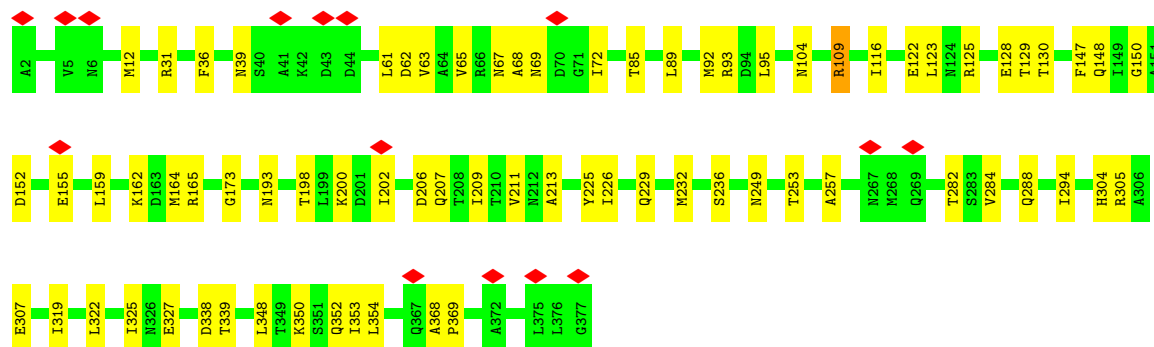 A2 V5 N6 M12 R31 F36 N39 S40 A41 K42 D43 D44 L61 D62 V63 A64 V65 R66 N67 A68 N69 D70 G71 I72 T85 L89 M92 R93 D94 L95 N104 R109 I116 E122 L123 N124 R125 E128 T129 T130 F147 Q148 I149 G150 A151
D152 E155 L159 K162 D163 M164 R165 G173 N193 T198 L199 K200 D201 I202 D206 Q207 T208 I209 T210 V211 N212 A213 Y225 I226 Q229 M232 S236 N249 T253 A257 N267 M268 Q269 T282 S283 V284 Q288 I294 H304 R305 A306
E307 I319 L322 I325 N326 E327 D338 T339 L348 T349 K350 S351 Q352 I353 L354 Q367 A368 P369 A372 L375 L376 G377